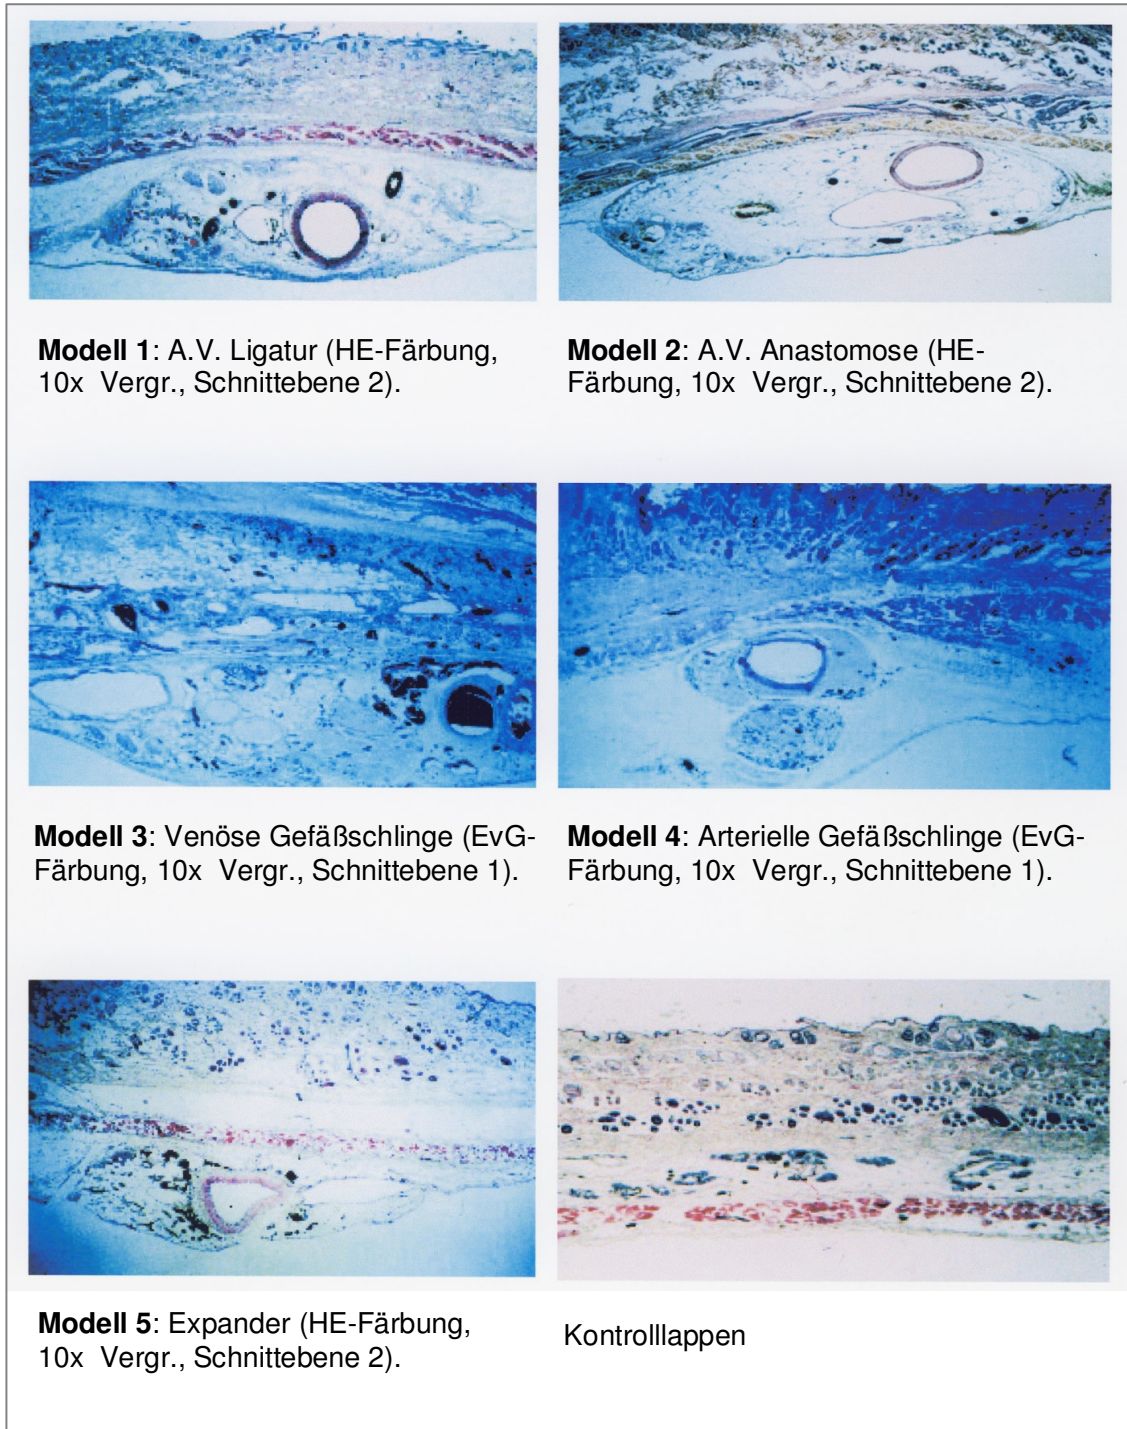 Modell 1: A.V. Ligatur (HE-Färbung,
10x Vergr., Schnittebene 2).
Modell 2: A.V. Anastomose (HE-
Färbung, 10x Vergr., Schnittebene 2).
Modell 3: Venöse Gefäßschlinge (EvG-
Färbung, 10x Vergr., Schnittebene 1).
Modell 4: Arterielle Gefäßschlinge (EvG-
Färbung, 10x Vergr., Schnittebene 1).
Modell 5: Expander (HE-Färbung,
10x Vergr., Schnittebene 2).
Kontrolllappen